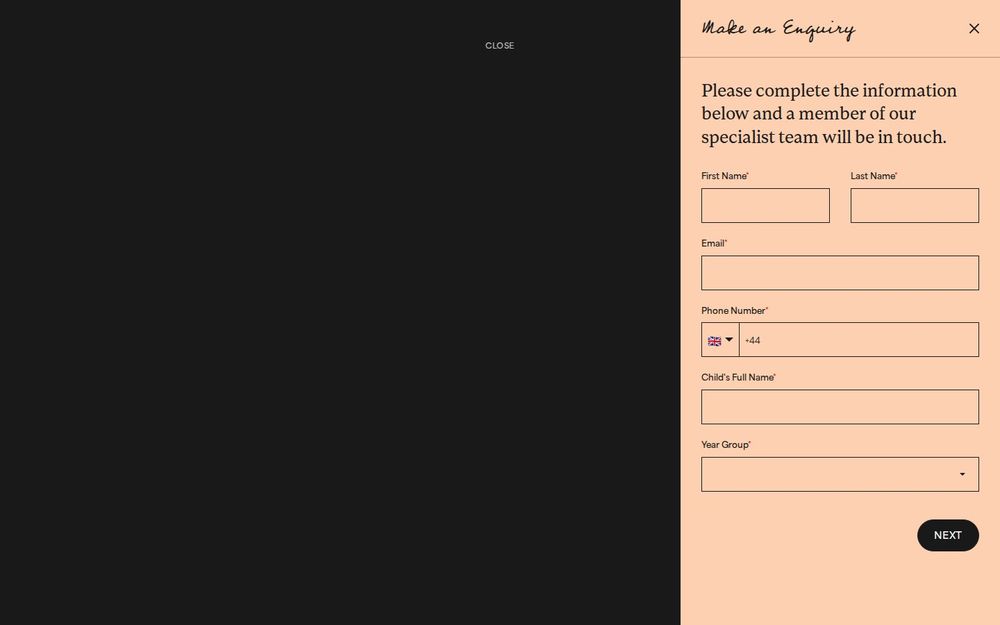 CLOSE
Make an Enquiry
Please complete the information
below and a member of our
specialist team will be in touch.
First Name* Last Name*
Email*
Phone Number*
+44
Child's Full Name*
Year Group*
NEXT